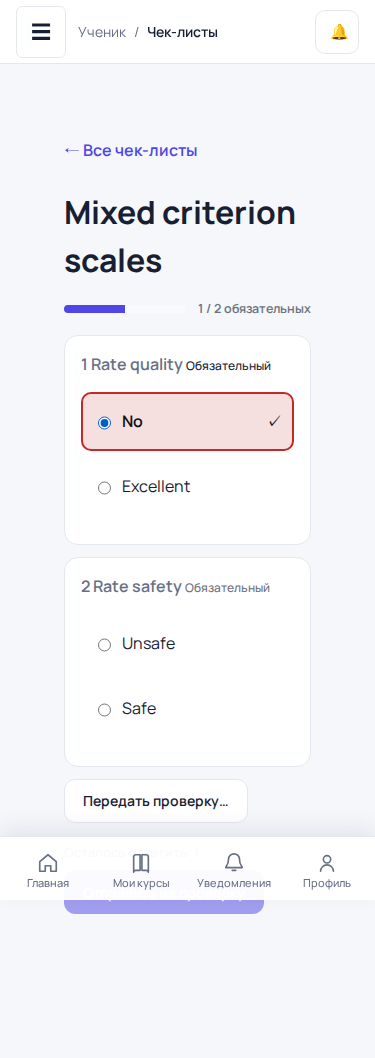 Ученик / Чек-листы
← Все чек-листы
Mixed criterion
scales
1 / 2 обязательных
1 Rate quality Обязательный
No
Excellent
2 Rate safety Обязательный
Unsafe
Safe
Передать проверку…
Главная Мои курсы Уведомления Профиль